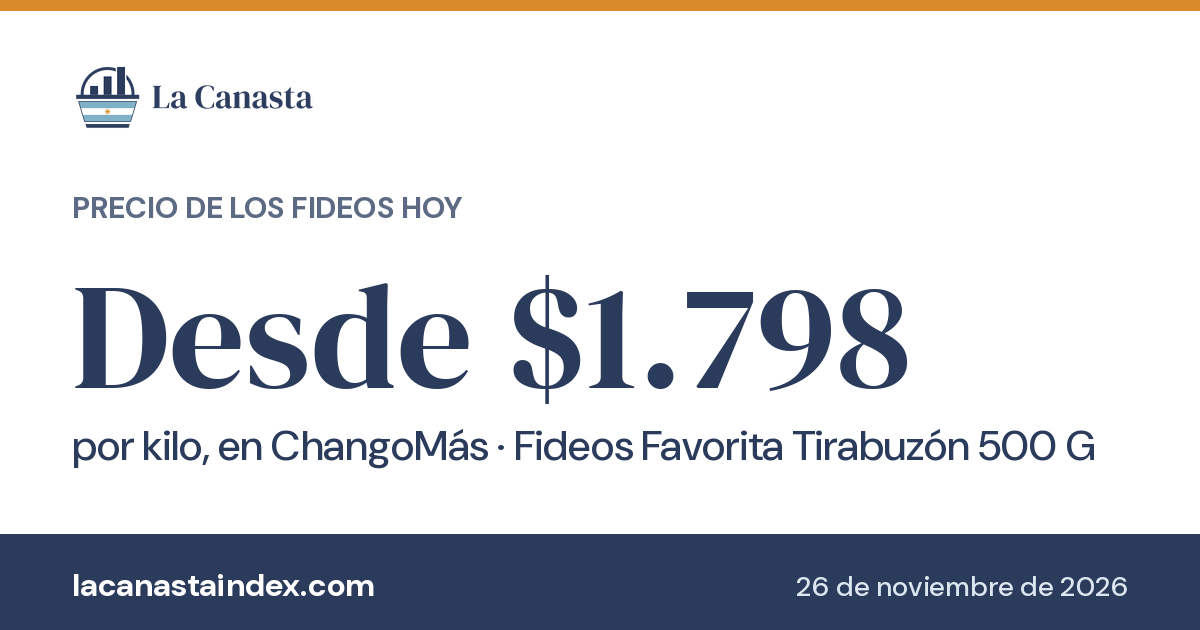 La Canasta
PRECIO DE LOS FIDEOS HOY
Desde $1.798
por kilo, en ChangoMás · Fideos Favorita Tirabuzón 500 G
lacanastaindex.com
26 de noviembre de 2026